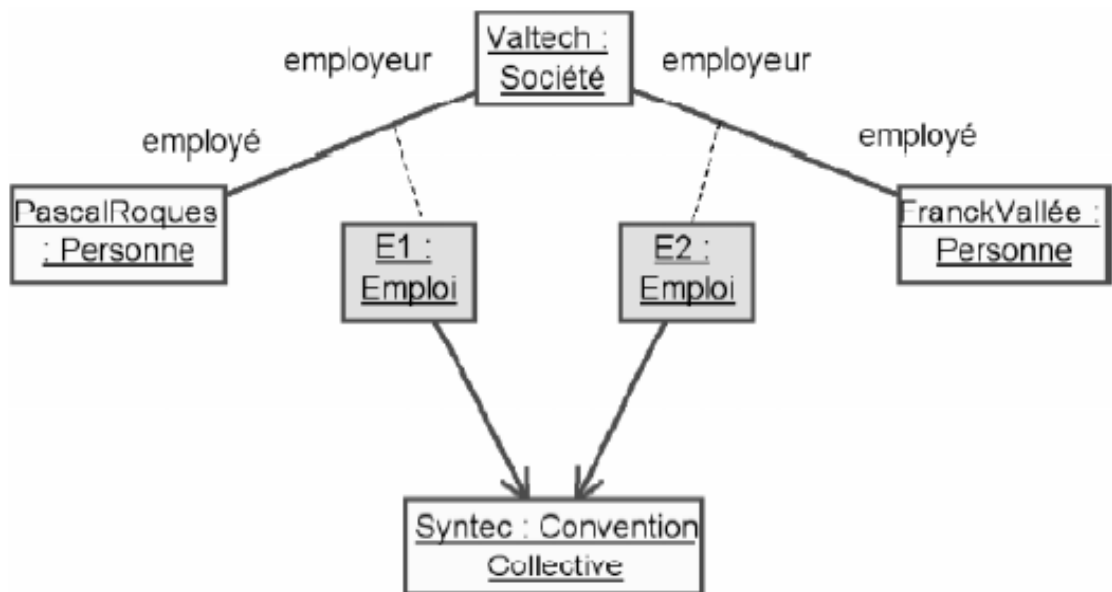 employeur
Valtech :
Société
employeur
employé
employé
PascalRoques
: Personne
E1 :
Emploi
E2 :
Emploi
FranckVallée :
Personne
Syntec : Convention
Collective